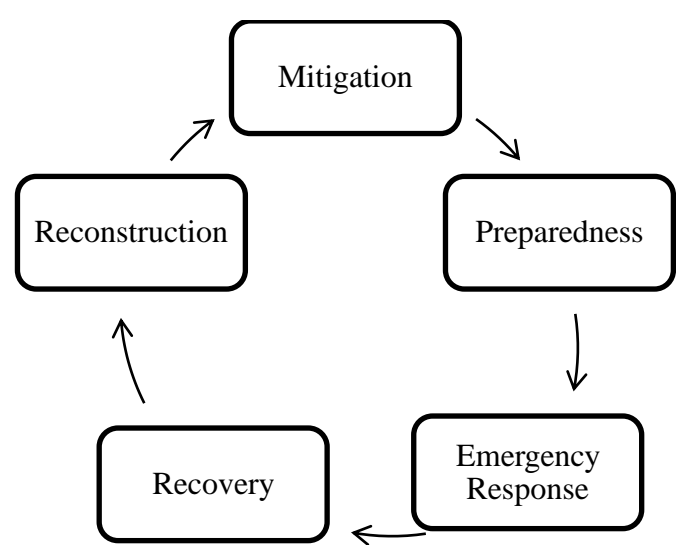 Mitigation
Preparedness
Emergency
Response
Recovery
Reconstruction